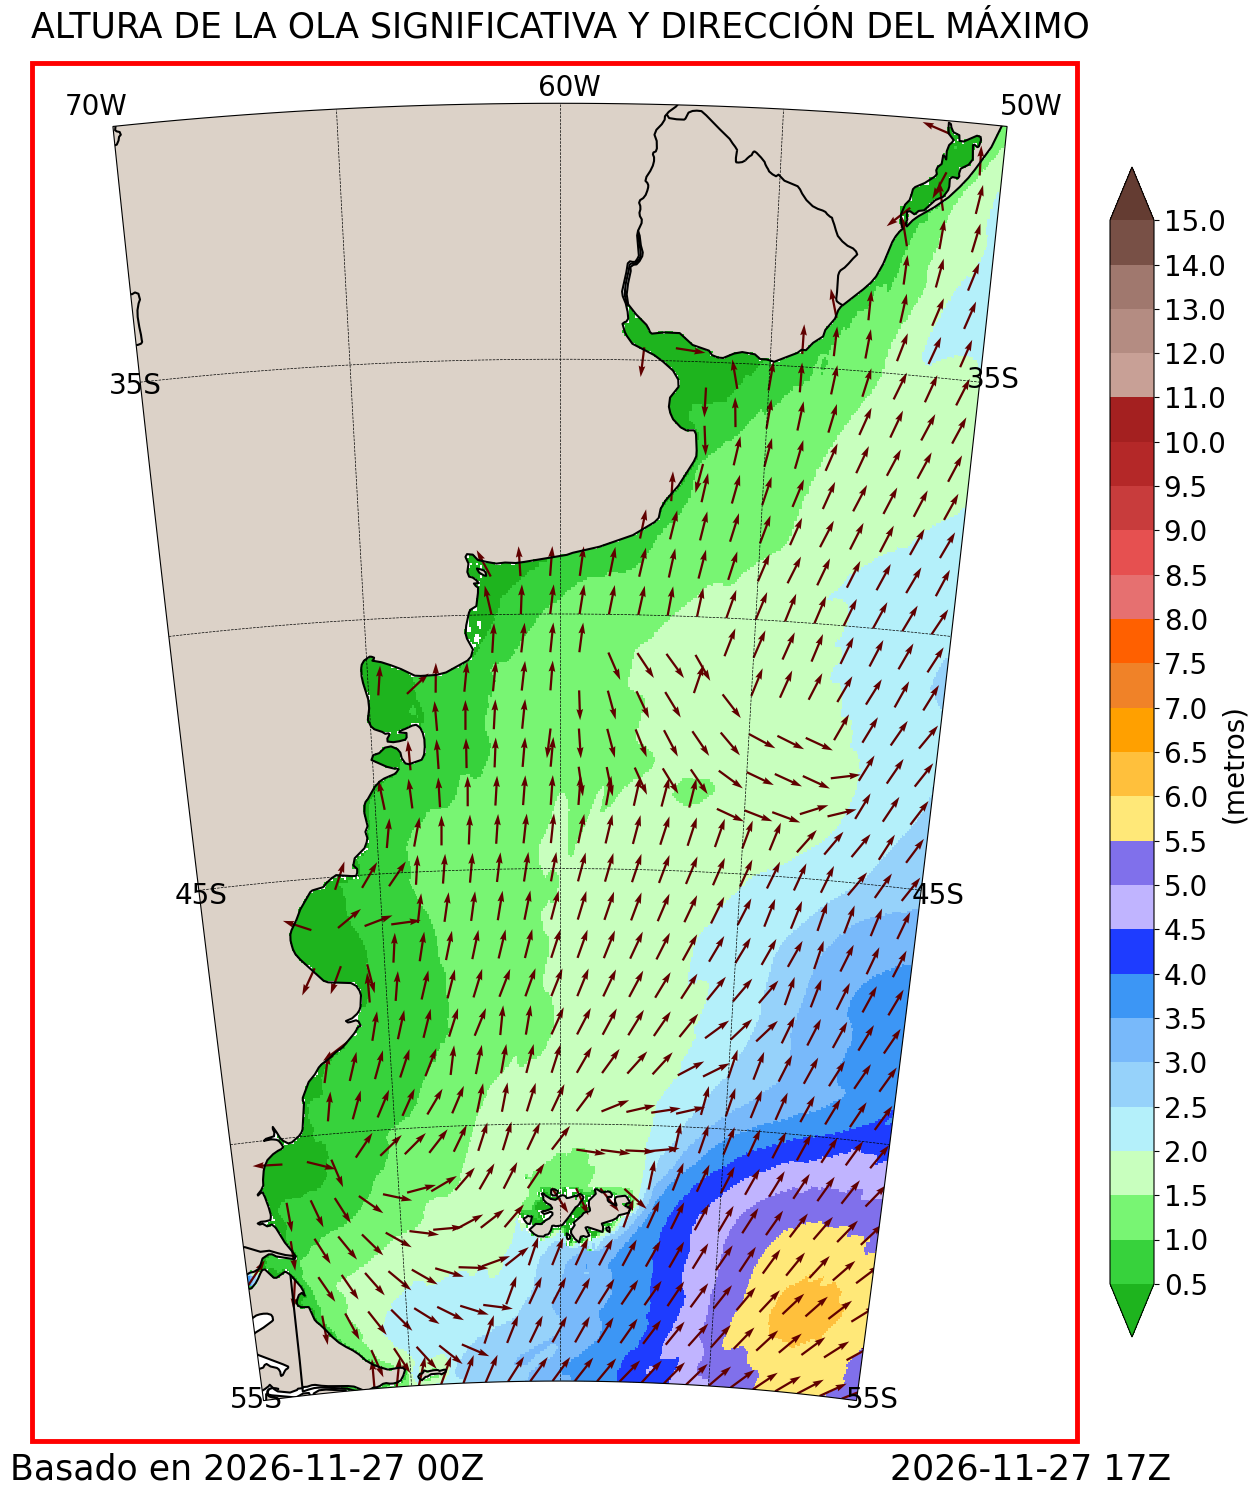 ALTURA DE LA OLA SIGNIFICATIVA Y DIRECCIÓN DEL MÁXIMO
70W
60W
50W
35S
35S
45S
45S
55S
55S
15.0
14.0
13.0
12.0
11.0
10.0
9.5
9.0
8.5
8.0
7.5
7.0
6.5
6.0
5.5
5.0
4.5
4.0
3.5
3.0
2.5
2.0
1.5
1.0
0.5
(metros)
Basado en 2026-11-27 00Z
2026-11-27 17Z